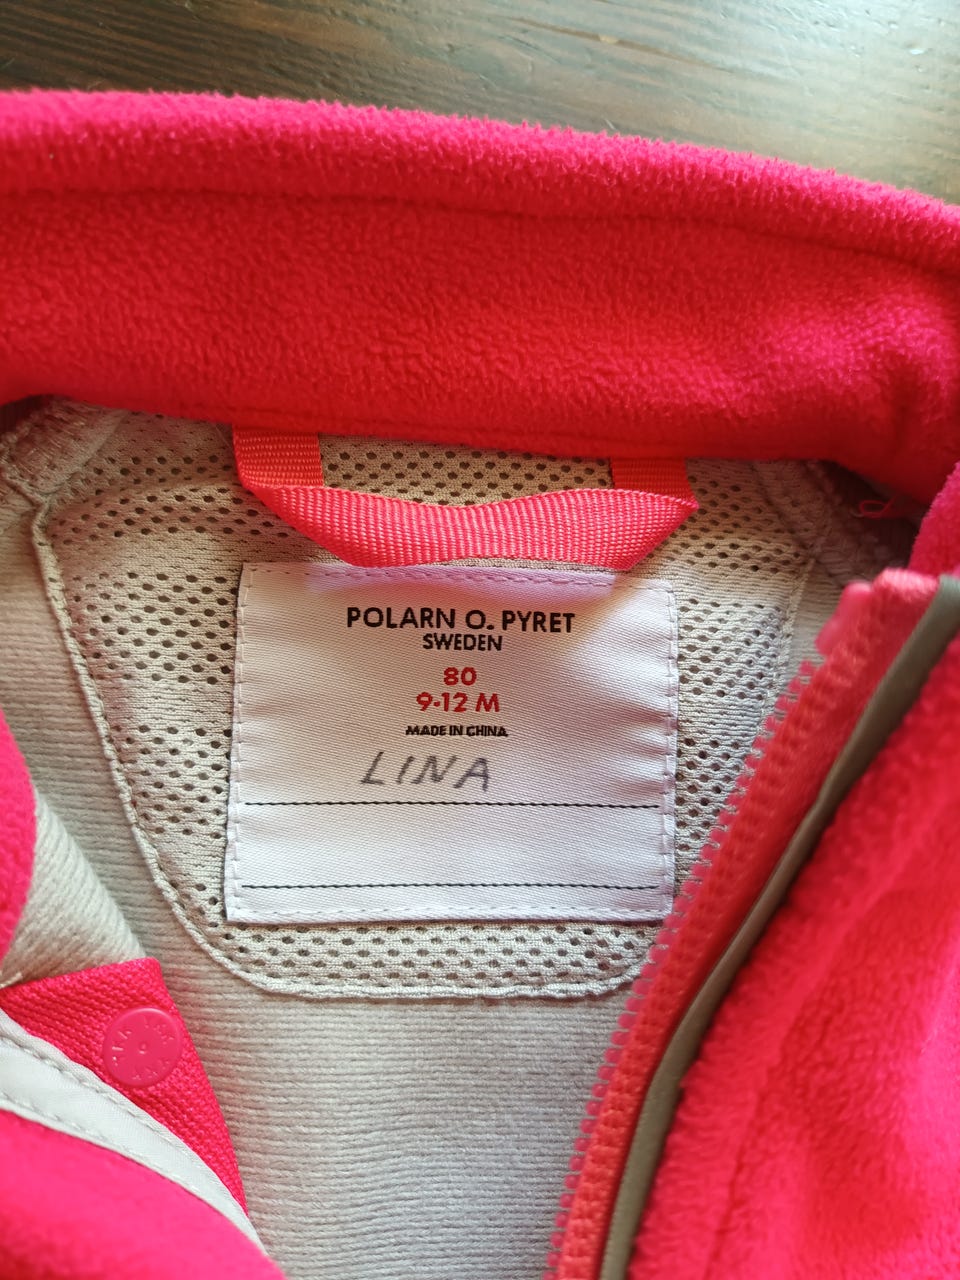 POLARN O. PYRET
SWEDEN
80
9-12 M
MADE IN CHINA
LINA